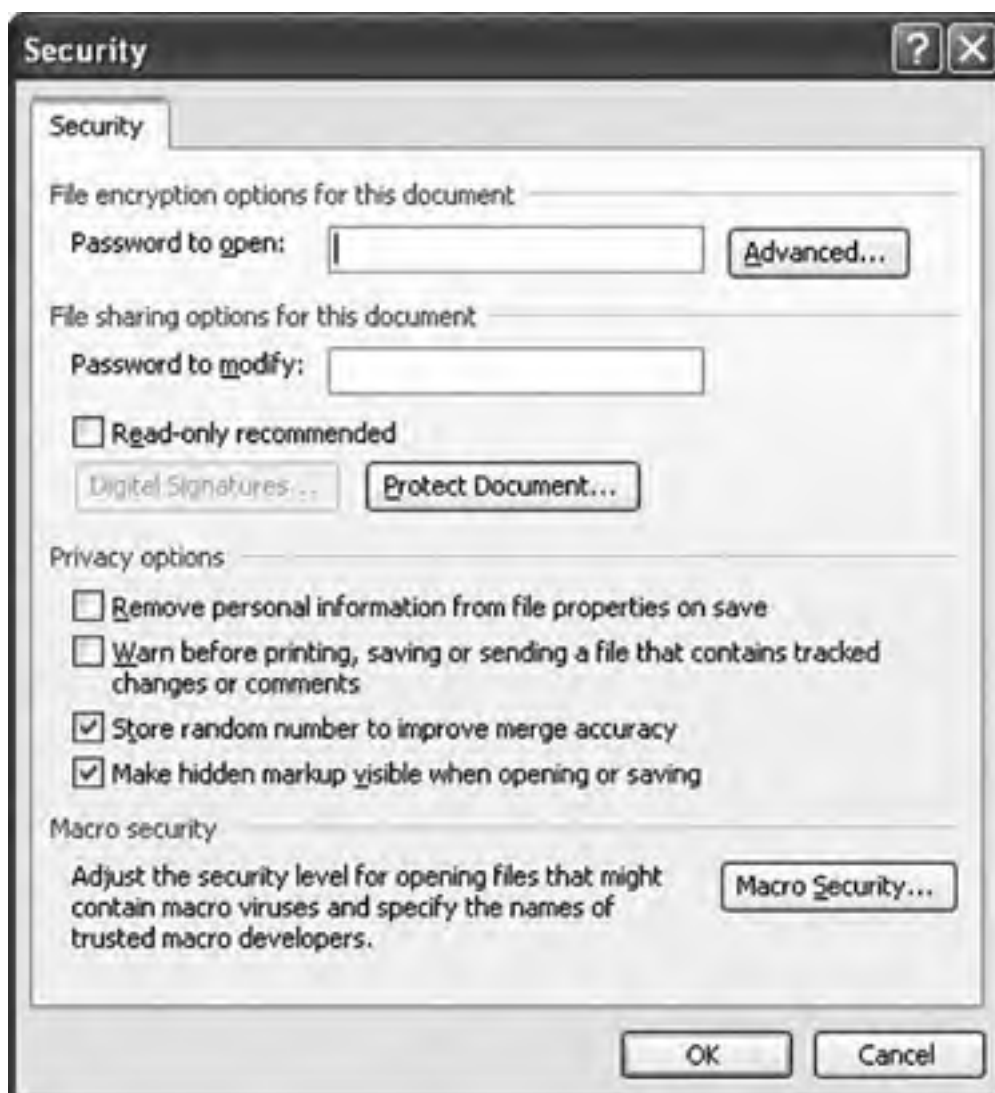 Security
Security
File encryption options for this document
Password to open:
Advanced...
File sharing options for this document
Password to modify:
Read-only recommended
Digital Signatures...
Protect Document...
Privacy options
Remove personal information from file properties on save
Warn before printing, saving or sending a file that contains tracked
changes or comments
Store random number to improve merge accuracy
Make hidden markup visible when opening or saving
Macro security
Adjust the security level for opening files that might
contain macro viruses and specify the names of
trusted macro developers.
Macro Security...
OK
Cancel